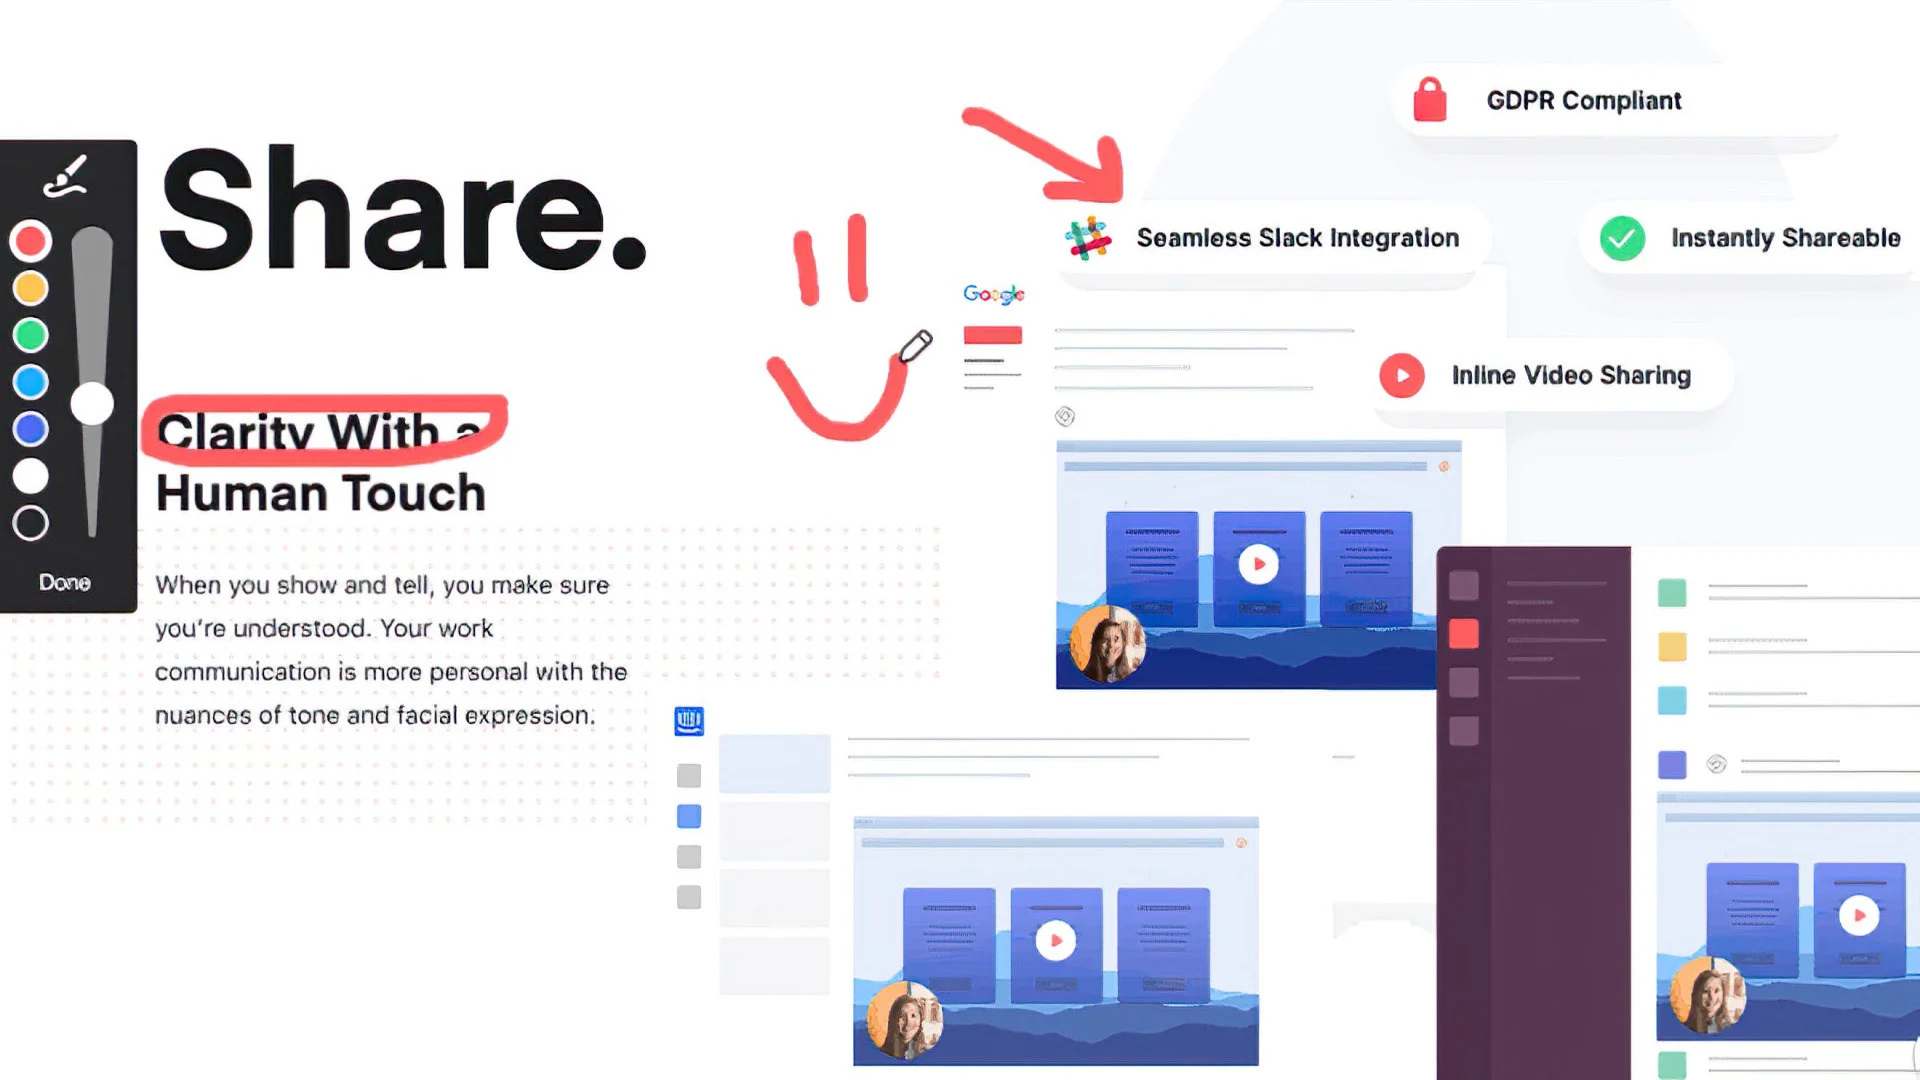 Share.
Clarity With a
Human Touch
When you show and tell, you make sure
you're understood. Your work
communication is more personal with the
nuances of tone and facial expression.
Done
GDPR Compliant
Seamless Slack Integration
Instantly Shareable
Google
Inline Video Sharing